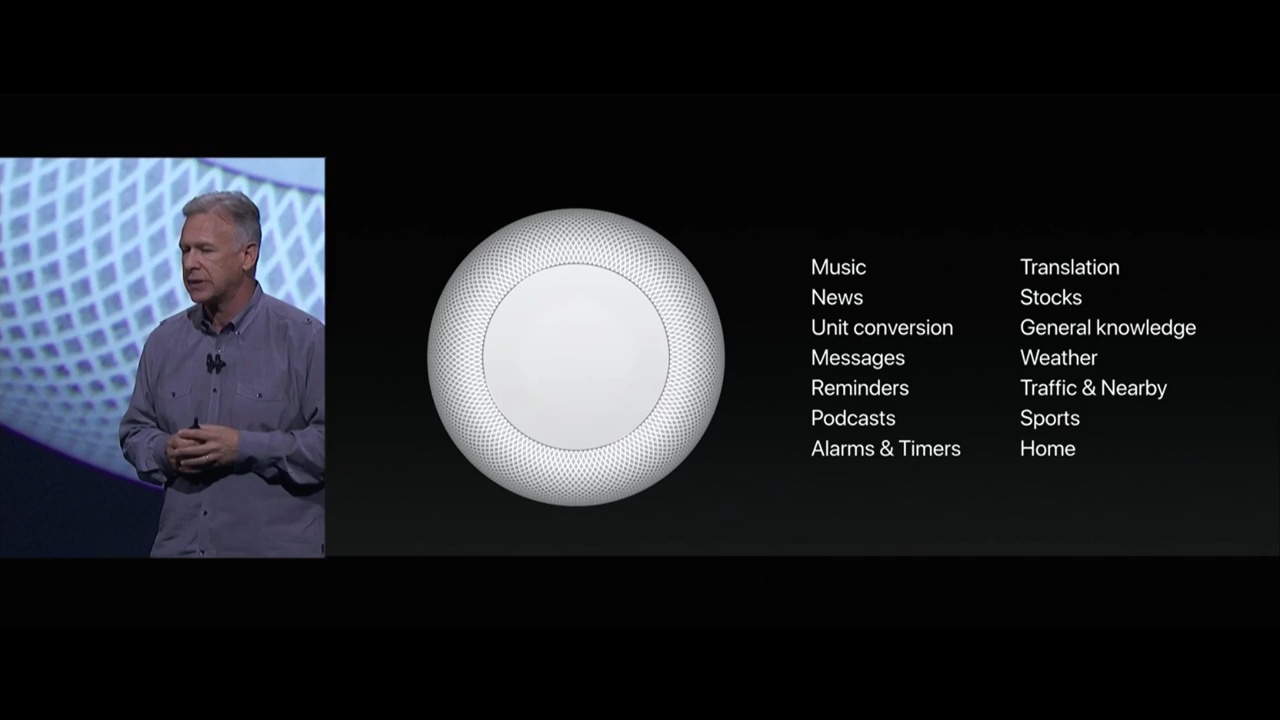 Music
News
Unit conversion
Messages
Reminders
Podcasts
Alarms & Timers
Translation
Stocks
General knowledge
Weather
Traffic & Nearby
Sports
Home